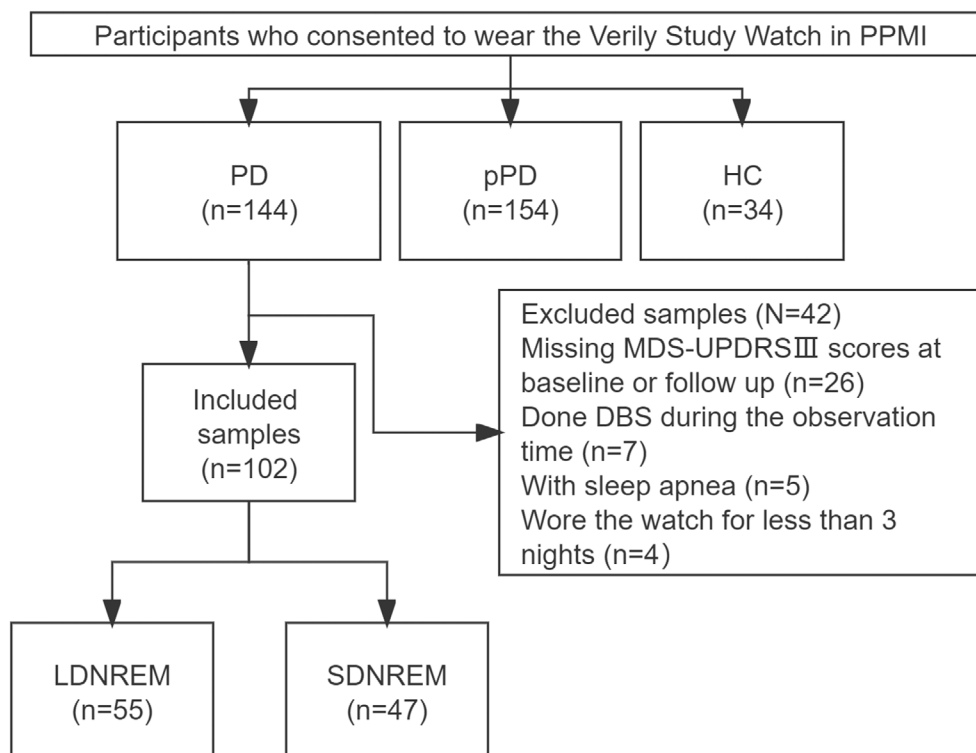 Participants who consented to wear the Verily Study Watch in PPMI
PD
(n=144)
pPD
(n=154)
HC
(n=34)
Excluded samples (N=42)
Missing MDS-UPDRSⅢ scores at
baseline or follow up (n=26)
Done DBS during the observation
time (n=7)
With sleep apnea (n=5)
Wore the watch for less than 3
nights (n=4)
Included
samples
(n=102)
LDNREM
(n=55)
SDNREM
(n=47)